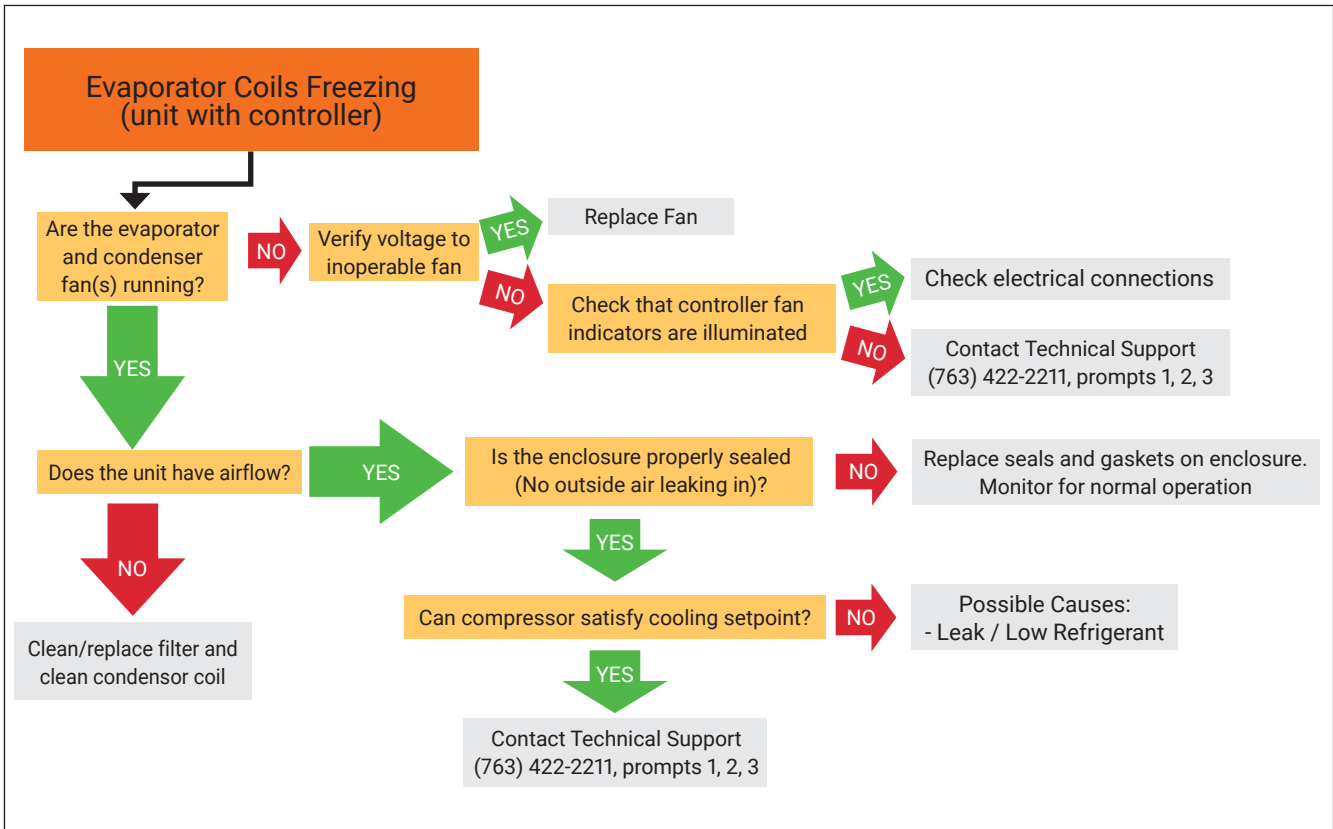 Evaporator Coils Freezing
(unit with controller)
Are the evaporator
and condenser
fan(s) running?
NO
Verify voltage to
inoperable fan
YES
Replace Fan
NO
Check that controller fan
indicators are illuminated
YES
Check electrical connections
NO
Contact Technical Support
(763) 422-2211, prompts 1, 2, 3
YES
Does the unit have airflow?
YES
Is the enclosure properly sealed
(No outside air leaking in)?
NO
Replace seals and gaskets on enclosure.
Monitor for normal operation
NO
Clean/replace filter and
clean condensor coil
YES
Can compressor satisfy cooling setpoint?
NO
Possible Causes:
- Leak / Low Refrigerant
YES
Contact Technical Support
(763) 422-2211, prompts 1, 2, 3